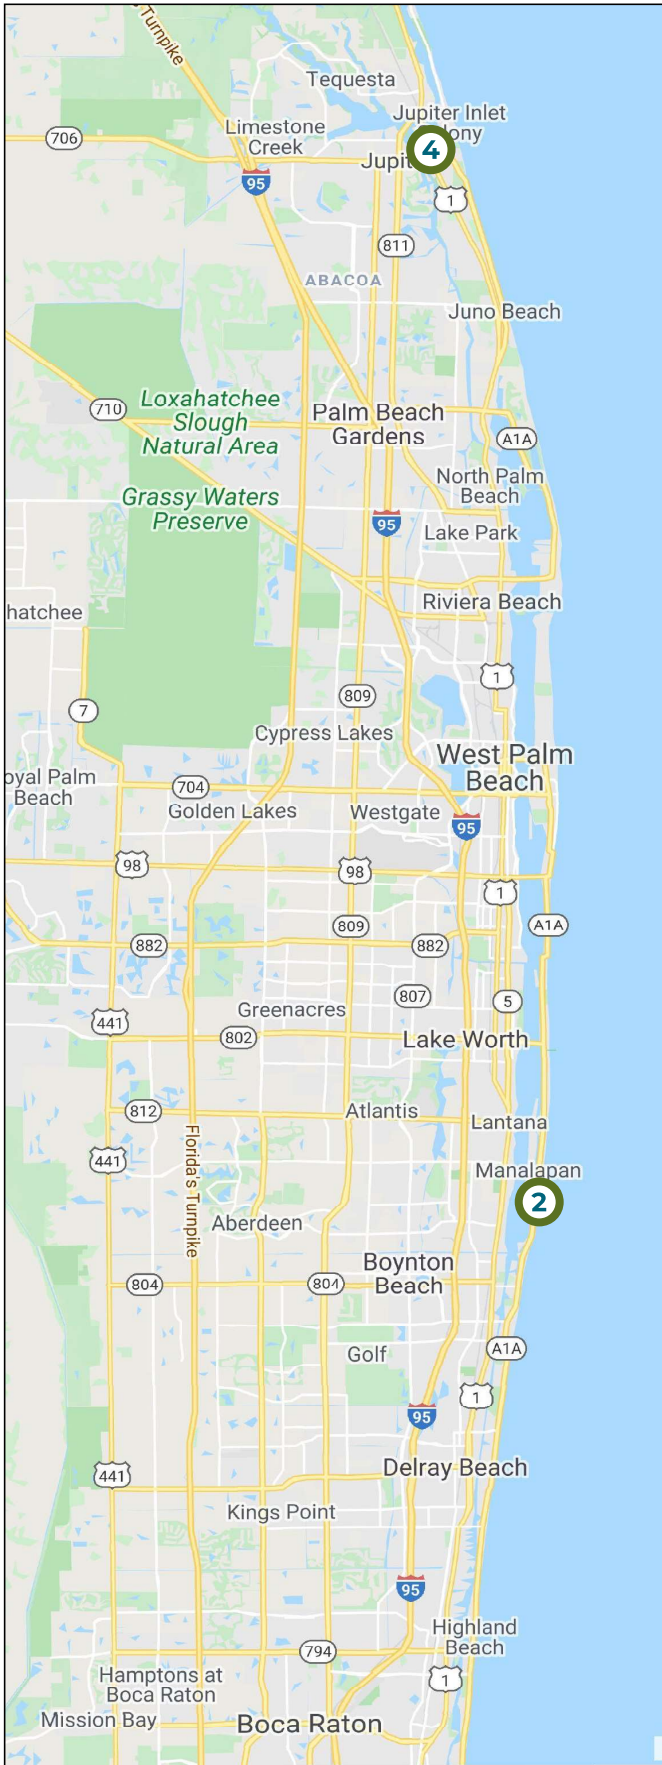 s Turnpike
Tequesta
Jupiter Inlet
706
Limestone
Creek
4
95
1
811
ABACOA
Juno Beach
Loxahatchee
Slough
Natural Area
710
Palm Beach
Gardens
A1A
Grassy Waters
Preserve
North Palm
Beach
95
Lake Park
Riviera Beach
hatchee
1
809
7
Cypress Lakes
West Palm
Beach
oyal Palm
Beach
704
Golden Lakes
Westgate
95
98
98
1
809
A1A
882
882
807
5
Greenacres
441
802
Lake Worth
812
Atlantis
Lantana
441
Florida's Turnpike
Manalapan
2
Aberdeen
Boynton
Beach
804
804
Golf
A1A
1
95
Delray Beach
441
Kings Point
95
Highland
Beach
794
Hamptons at
Boca Raton
1
Mission Bay
Boca Raton